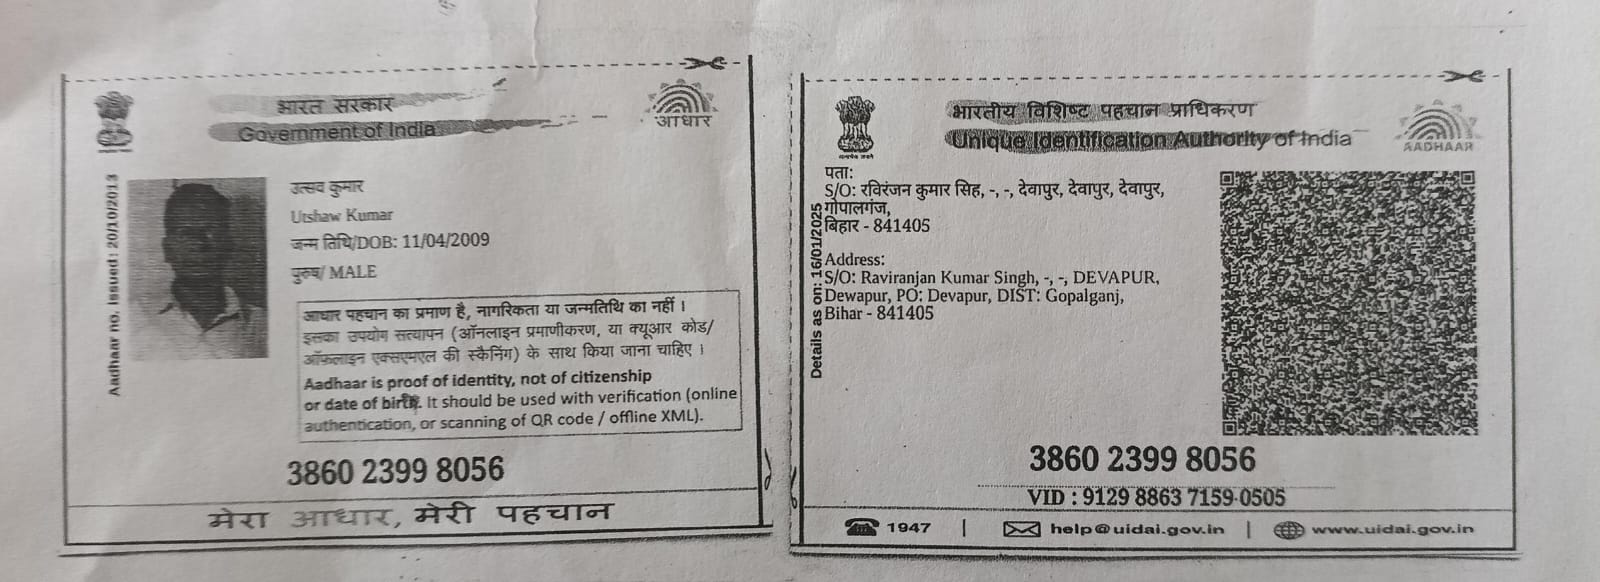 भारत सरकार
Government of India
आधार
Aadhaar no. issued: 20/10/2013
उत्सव कुमार
Utshaw Kumar
जन्म तिथि/DOB: 11/04/2009
पुरुष/ MALE
आधार पहचान का प्रमाण है, नागरिकता या जन्मतिथि का नहीं ।
इसका उपयोग सत्यापन (ऑनलाइन प्रमाणीकरण, या क्यूआर कोड/
ऑफ़लाइन एक्सएमएल की स्कैनिंग) के साथ किया जाना चाहिए ।
Aadhaar is proof of identity, not of citizenship
or date of birth. It should be used with verification (online
authentication, or scanning of QR code / offline XML).
3860 2399 8056
मेरा आधार, मेरी पहचान
भारतीय विशिष्ट पहचान प्राधिकरण
Unique Identification Authority of India
AADHAAR
सत्यमेव जयते
Details as on: 16/01/2025
पता:
S/O: रविरंजन कुमार सिह, -, -, देवापुर, देवापुर, देवापुर,
गोपालगंज,
बिहार - 841405
Address:
S/O: Raviranjan Kumar Singh, -, -, DEVAPUR,
Dewapur, PO: Devapur, DIST: Gopalganj,
Bihar - 841405
3860 2399 8056
VID : 9129 8863 7159 0505
1947 | help@uidai.gov.in | www.uidai.gov.in